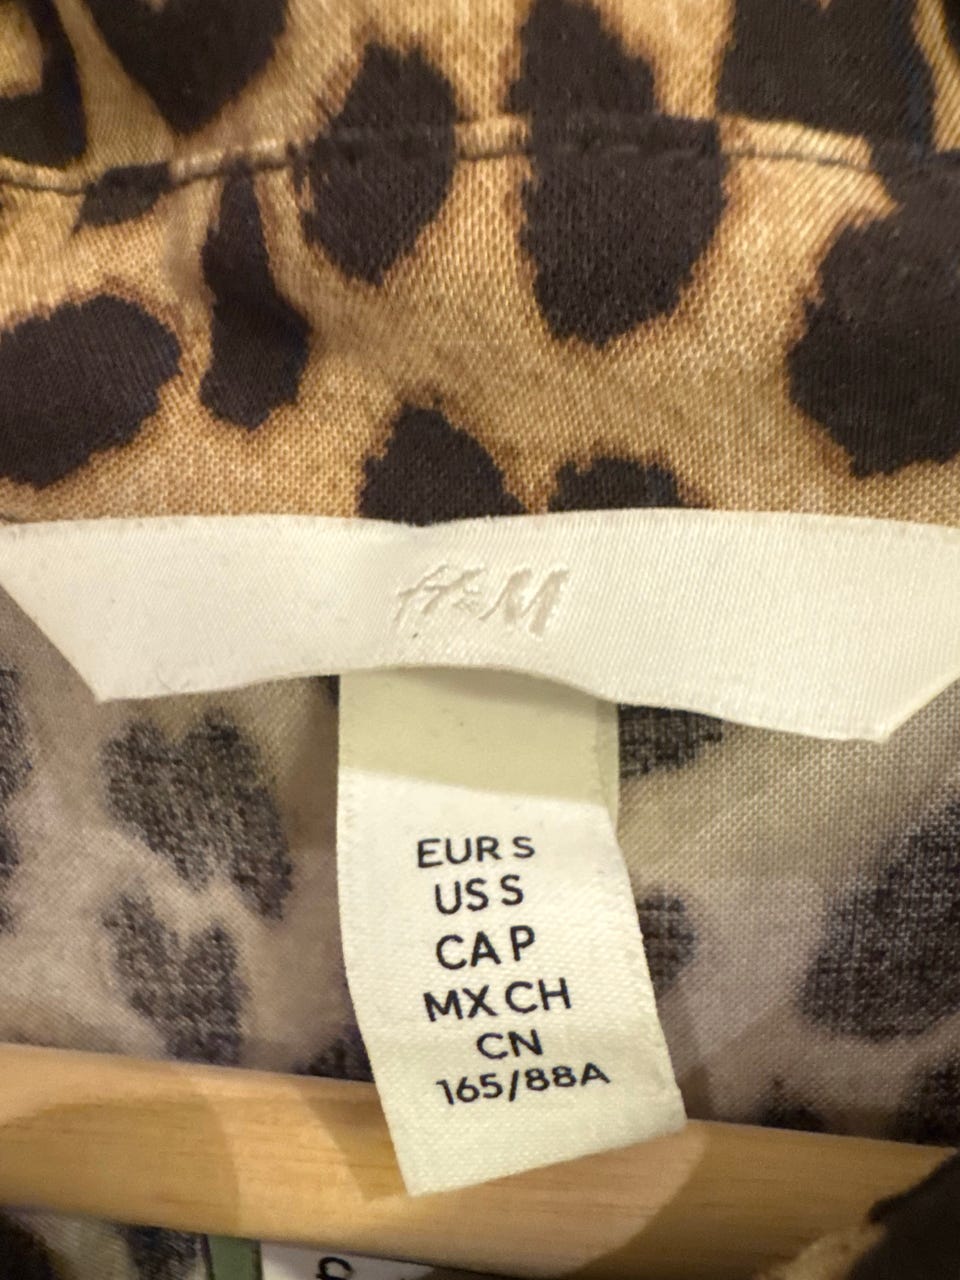 H&M
EUR S
US S
CA P
MX CH
CN
165/88A